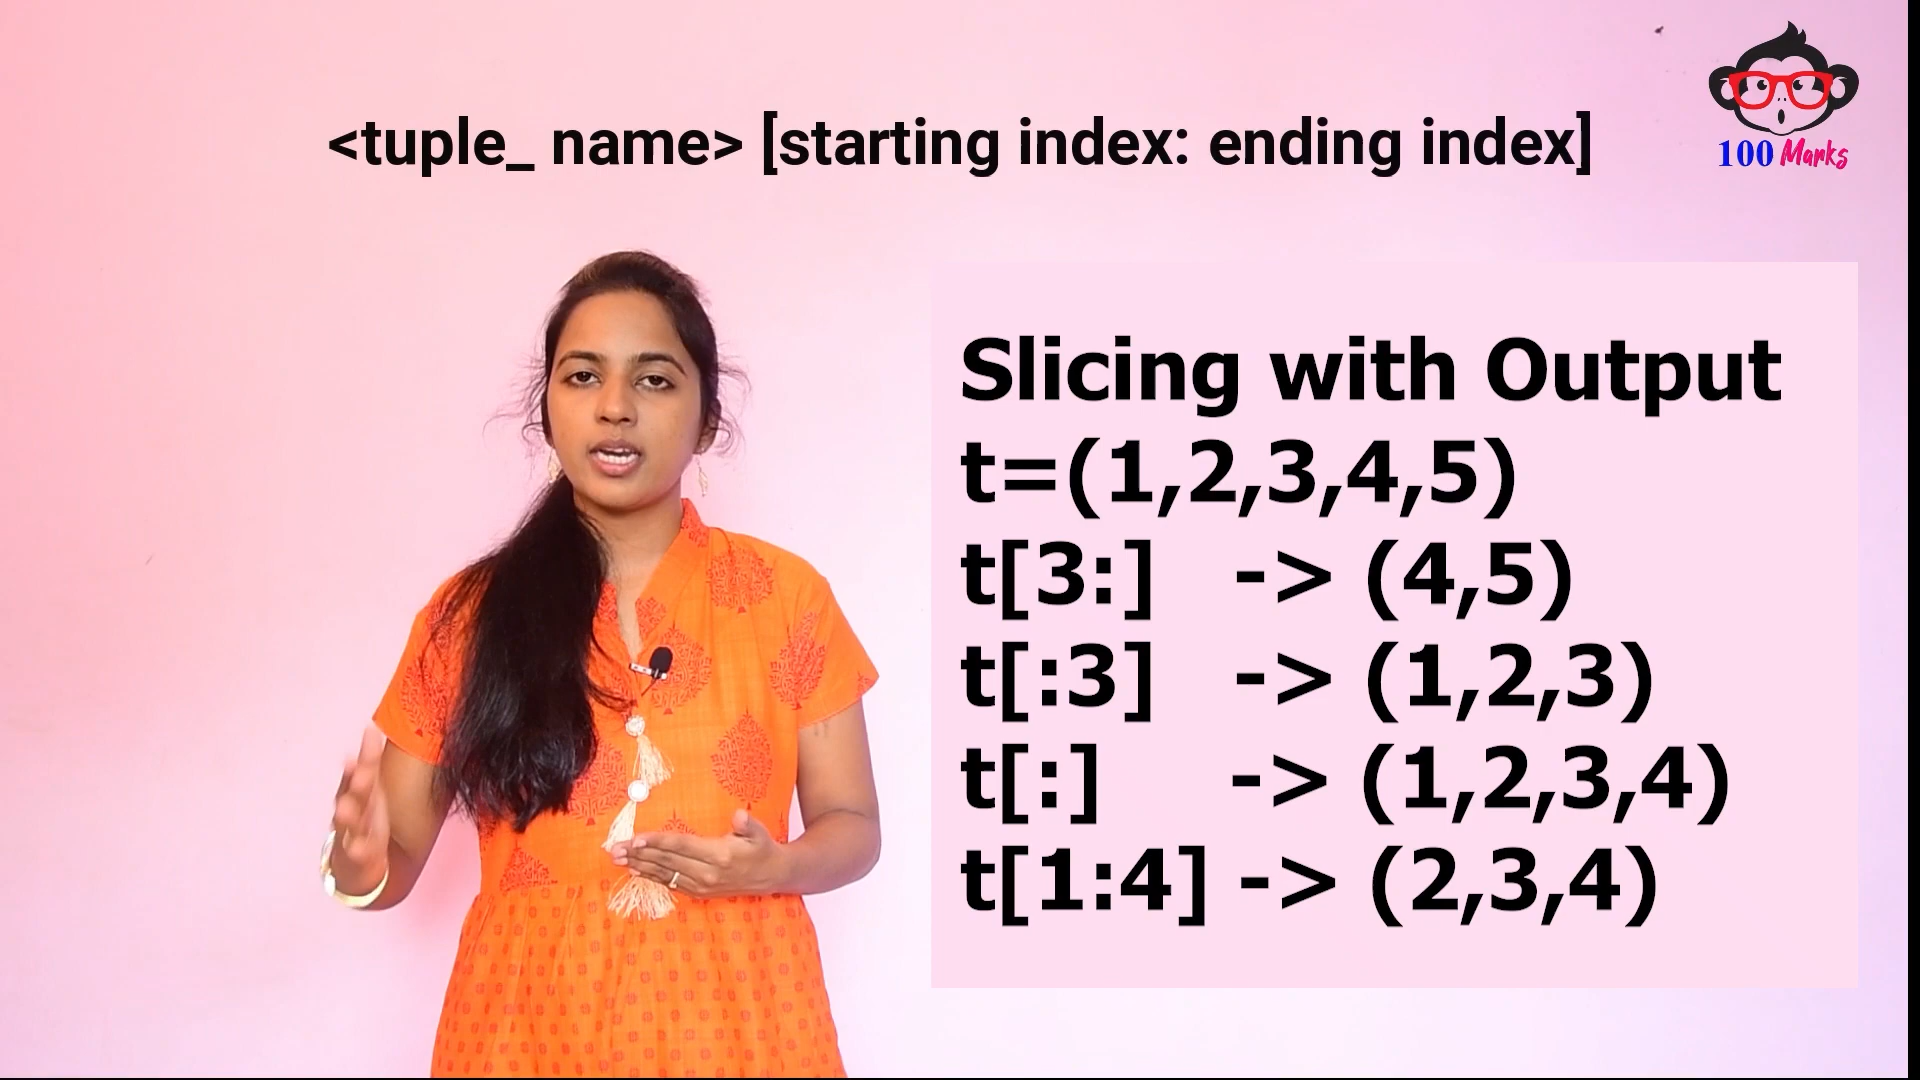 <tuple_ name> [starting index: ending index]
100 Marks
Slicing with Output
t=(1,2,3,4,5)
t[3:] -> (4,5)
t[:3] -> (1,2,3)
t[:] -> (1,2,3,4)
t[1:4] -> (2,3,4)